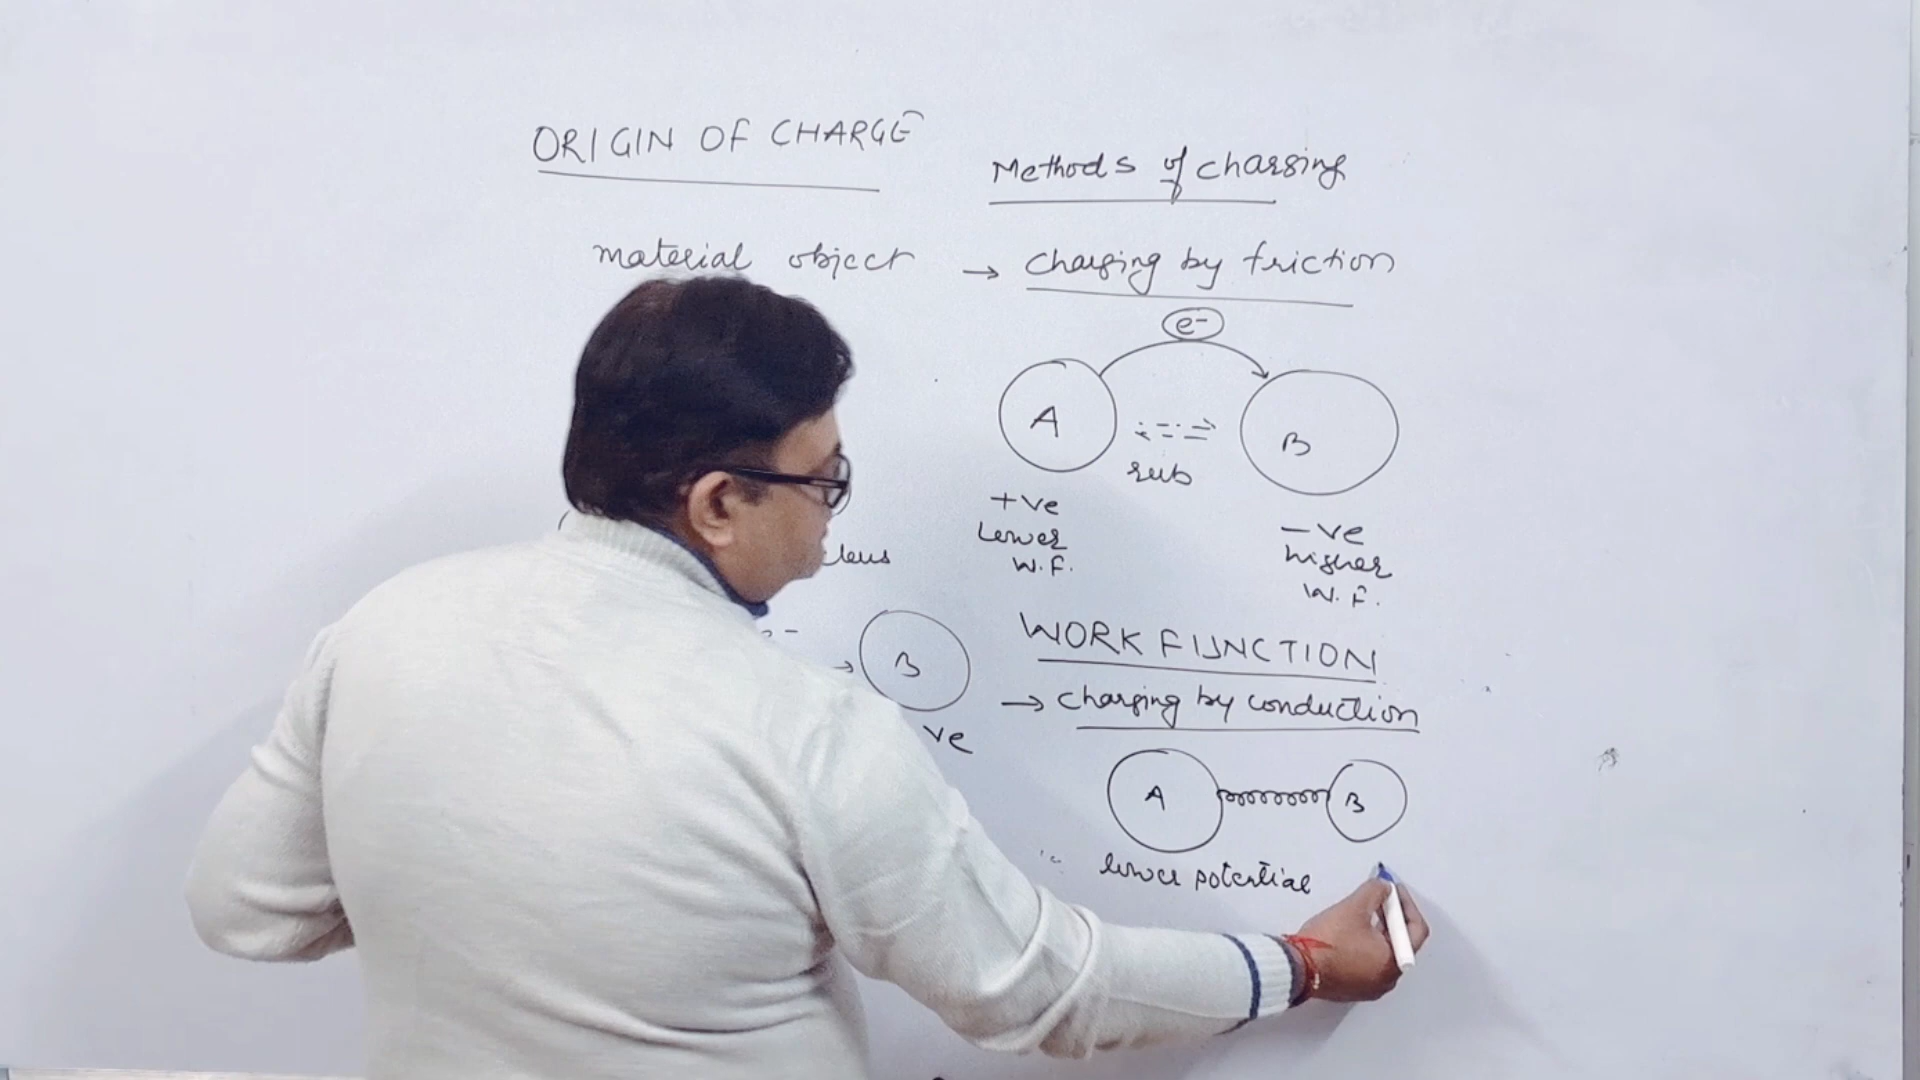 ORIGIN OF CHARGE
material object
e-
B
ve
Methods of charging
→ Charging by friction
e-
A
B
rub
+ve
Lower
W.F.
-ve
higher
W.F.
WORK FUNCTION
→ Charging by conduction
A
B
lower potential